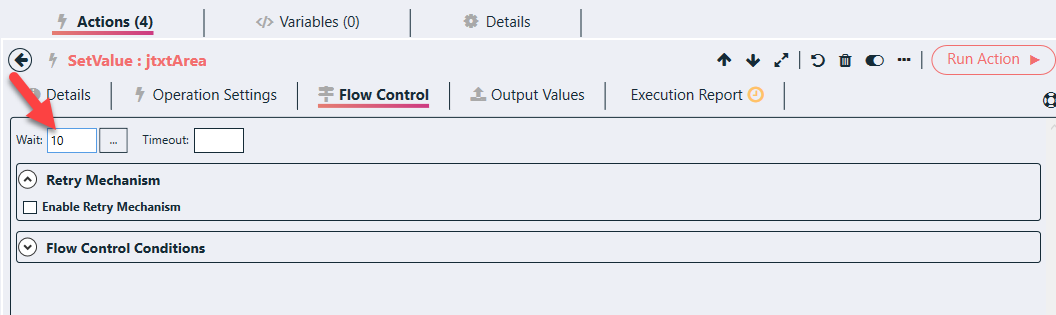 Actions (4) </> Variables (0) Details
SetValue : jtxtArea ... Run Action
Details Operation Settings Flow Control Output Values Execution Report
Wait: 10 ... Timeout:
Retry Mechanism
Enable Retry Mechanism
Flow Control Conditions